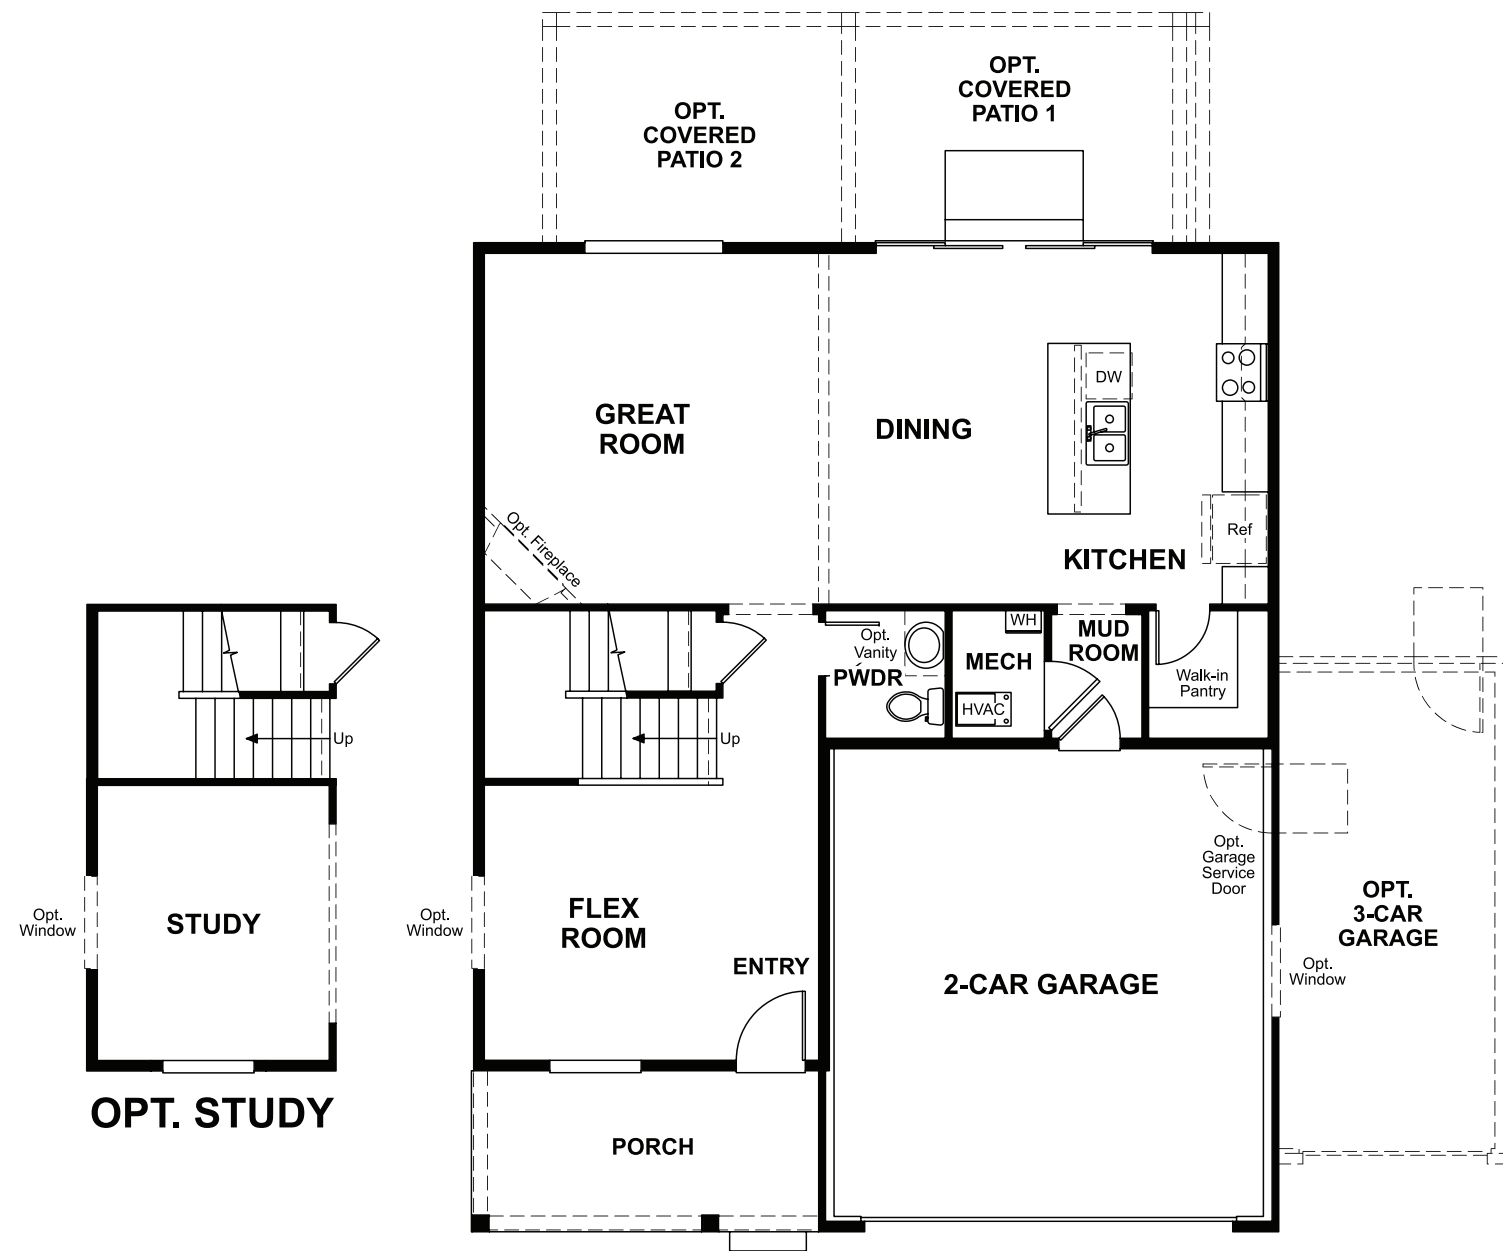 OPT.
COVERED
PATIO 1
OPT.
COVERED
PATIO 2
DW
GREAT
ROOM
DINING
Opt. Fireplace
Ref
KITCHEN
WH
Opt.
Vanity
PWDR
MECH
MUD
ROOM
Walk-in
Pantry
HVAC
Up
Up
Opt.
Garage
Service
Door
OPT.
3-CAR
GARAGE
Opt.
Window
STUDY
Opt.
Window
FLEX
ROOM
ENTRY
2-CAR GARAGE
Opt.
Window
OPT. STUDY
PORCH